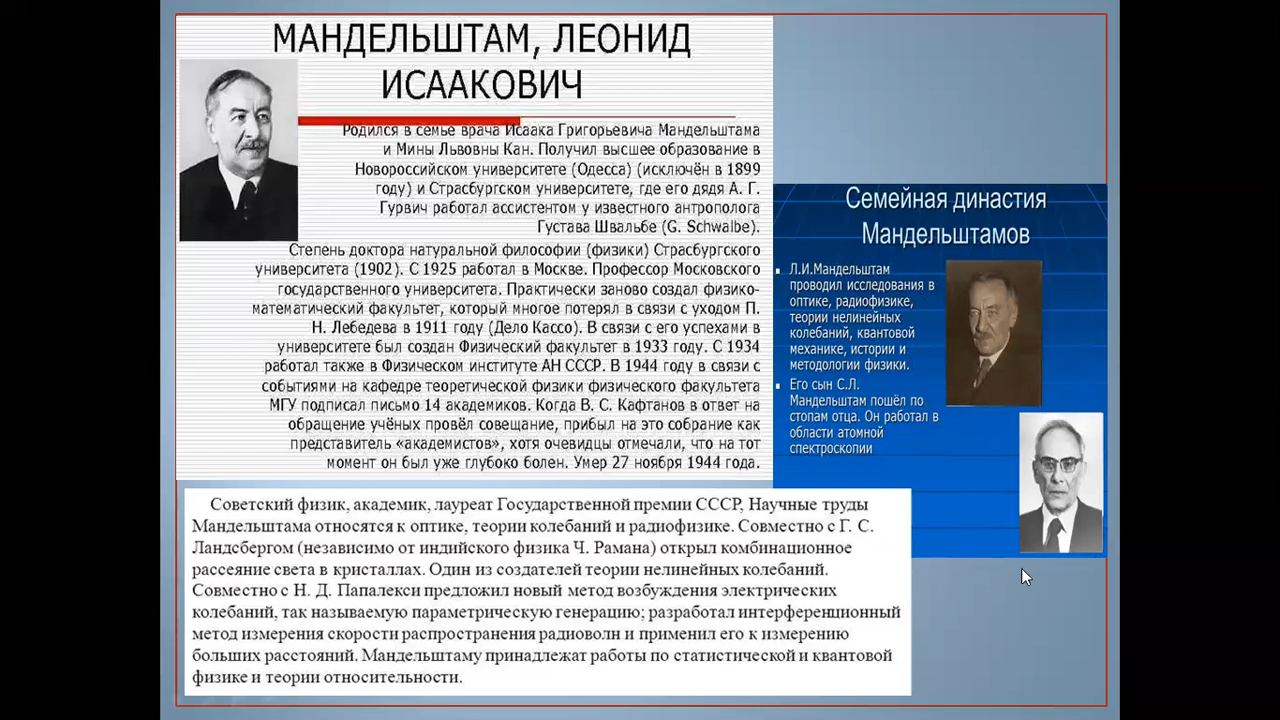 МАНДЕЛЬШТАМ, ЛЕОНИД
ИСААКОВИЧ
Родился в семье врача Исаака Григорьевича Мандельштама
и Мины Львовны Кан. Получил высшее образование в
Новороссийском университете (Одесса) (исключён в 1899
году) и Страсбургском университете, где его дядя А. Г.
Гурвич работал ассистентом у известного антрополога
Густава Швальбе (G. Schwalbe).
Степень доктора натуральной философии (физики) Страсбургского
университета (1902). С 1925 работал в Москве. Профессор Московского
государственного университета. Практически заново создал физико-
математический факультет, который многое потерял в связи с уходом П.
Н. Лебедева в 1911 году (Дело Кассо). В связи с его успехами в
университете был создан Физический факультет в 1933 году. С 1934
работал также в Физическом институте АН СССР. В 1944 году в связи с
событиями на кафедре теоретической физики физического факультета
МГУ подписал письмо 14 академиков. Когда В. С. Кафтанов в ответ на
обращение учёных провёл совещание, прибыл на это собрание как
представитель «академистов», хотя очевидцы отмечали, что на тот
момент он был уже глубоко болен. Умер 27 ноября 1944 года.
Семейная династия
Мандельштамов
Л.И.Мандельштам
проводил исследования в
оптике, радиофизике,
теории нелинейных
колебаний, квантовой
механике, истории и
методологии физики.
Его сын С.Л.
Мандельштам пошёл по
стопам отца. Он работал в
области атомной
спектроскопии
Советский физик, академик, лауреат Государственной премии СССР, Научные труды
Мандельштама относятся к оптике, теории колебаний и радиофизике. Совместно с Г. С.
Ландсбергом (независимо от индийского физика Ч. Рамана) открыл комбинационное
рассеяние света в кристаллах. Один из создателей теории нелинейных колебаний.
Совместно с Н. Д. Папалекси предложил новый метод возбуждения электрических
колебаний, так называемую параметрическую генерацию; разработал интерференционный
метод измерения скорости распространения радиоволн и применил его к измерению
больших расстояний. Мандельштаму принадлежат работы по статистической и квантовой
физике и теории относительности.